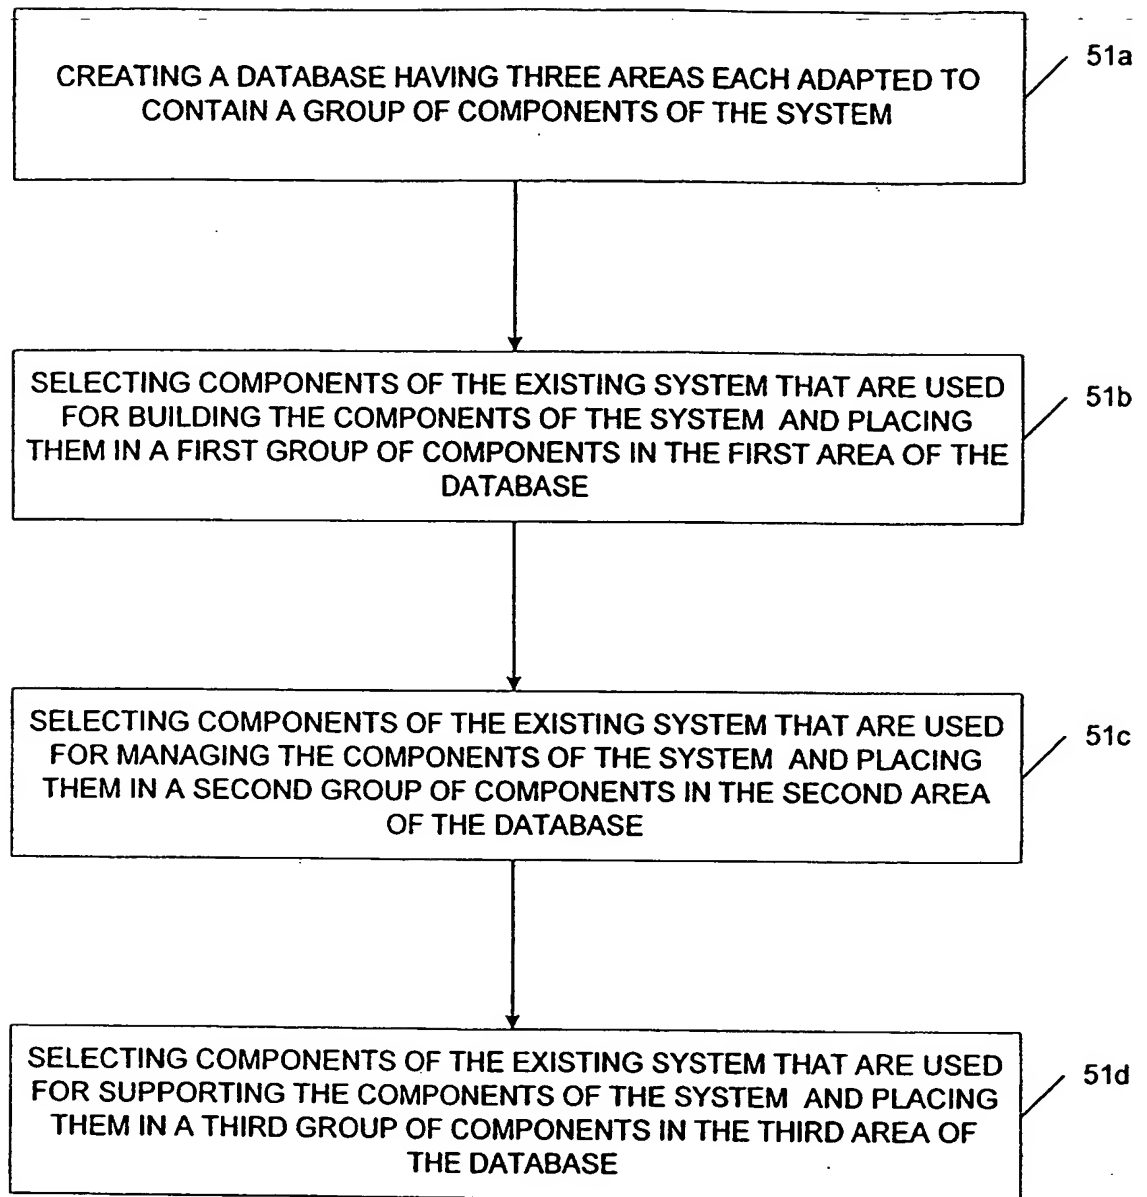 CREATING A DATABASE HAVING THREE AREAS EACH ADAPTED TO
CONTAIN A GROUP OF COMPONENTS OF THE SYSTEM
51a
SELECTING COMPONENTS OF THE EXISTING SYSTEM THAT ARE USED
FOR BUILDING THE COMPONENTS OF THE SYSTEM AND PLACING
THEM IN A FIRST GROUP OF COMPONENTS IN THE FIRST AREA OF THE
DATABASE
51b
SELECTING COMPONENTS OF THE EXISTING SYSTEM THAT ARE USED
FOR MANAGING THE COMPONENTS OF THE SYSTEM AND PLACING
THEM IN A SECOND GROUP OF COMPONENTS IN THE SECOND AREA
OF THE DATABASE
51c
SELECTING COMPONENTS OF THE EXISTING SYSTEM THAT ARE USED
FOR SUPPORTING THE COMPONENTS OF THE SYSTEM AND PLACING
THEM IN A THIRD GROUP OF COMPONENTS IN THE THIRD AREA OF
THE DATABASE
51d